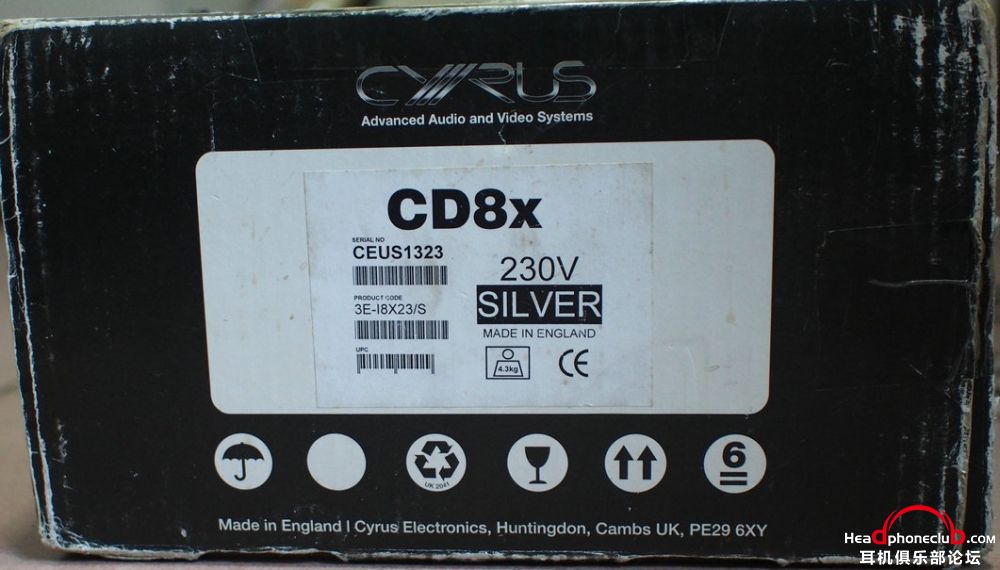 CYRUS
Advanced Audio and Video Systems
CD8x
SERIAL NO
CEUS1323
PRODUCT CODE
3E-I8X23/S
UPC
230V
SILVER
MADE IN ENGLAND
4.3kg
CE
UK 2041
6
Made in England | Cyrus Electronics, Huntingdon, Cambs UK, PE29 6XY
Headphoneclub.com
耳机俱乐部论坛